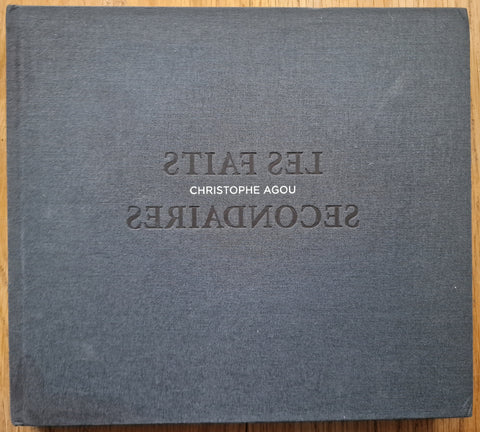 LES FAITS
CHRISTOPHE AGOU
SECONDAIRES